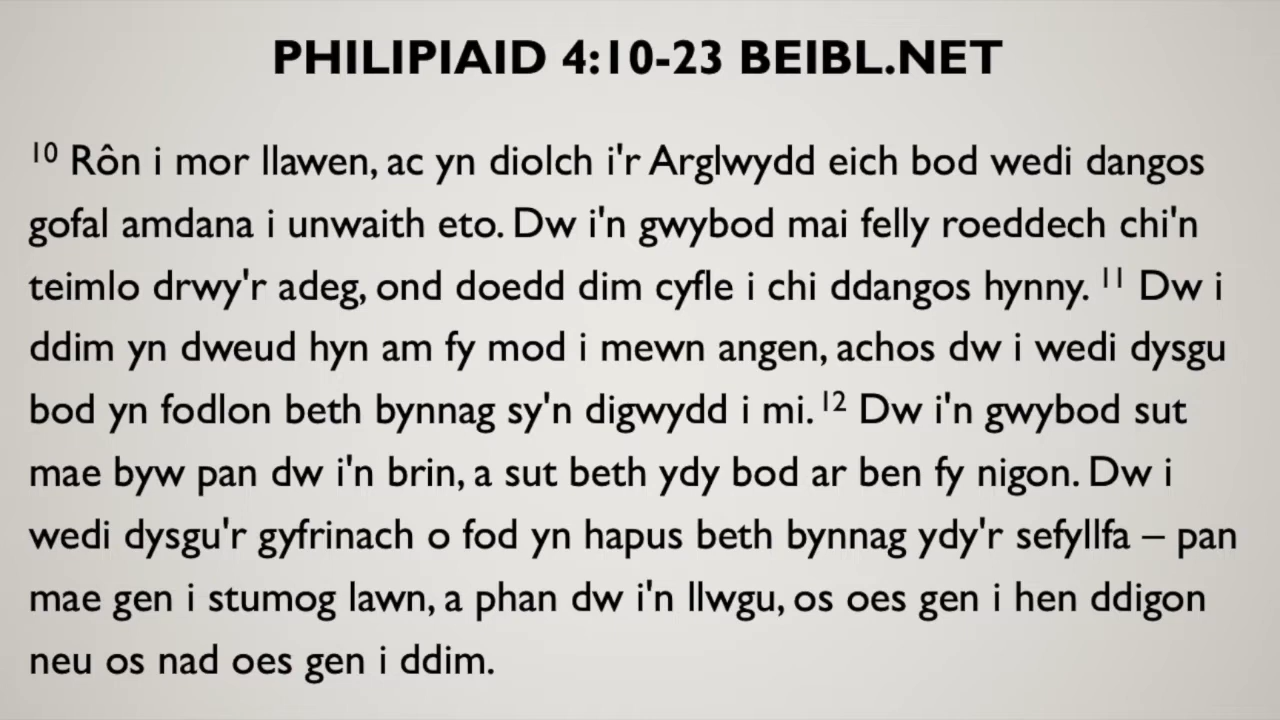 PHILIPIAID 4:10-23 BEIBL.NET
¹⁰ Rôn i mor llawen, ac yn diolch i'r Arglwydd eich bod wedi dangos
gofal amdana i unwaith eto. Dw i'n gwybod mai felly roeddech chi'n
teimlo drwy'r adeg, ond doedd dim cyfle i chi ddangos hynny. ¹¹ Dw i
ddim yn dweud hyn am fy mod i mewn angen, achos dw i wedi dysgu
bod yn fodlon beth bynnag sy'n digwydd i mi. ¹² Dw i'n gwybod sut
mae byw pan dw i'n brin, a sut beth ydy bod ar ben fy nigon. Dw i
wedi dysgu'r gyfrinach o fod yn hapus beth bynnag ydy'r sefyllfa – pan
mae gen i stumog lawn, a phan dw i'n llwgu, os oes gen i hen ddigon
neu os nad oes gen i ddim.